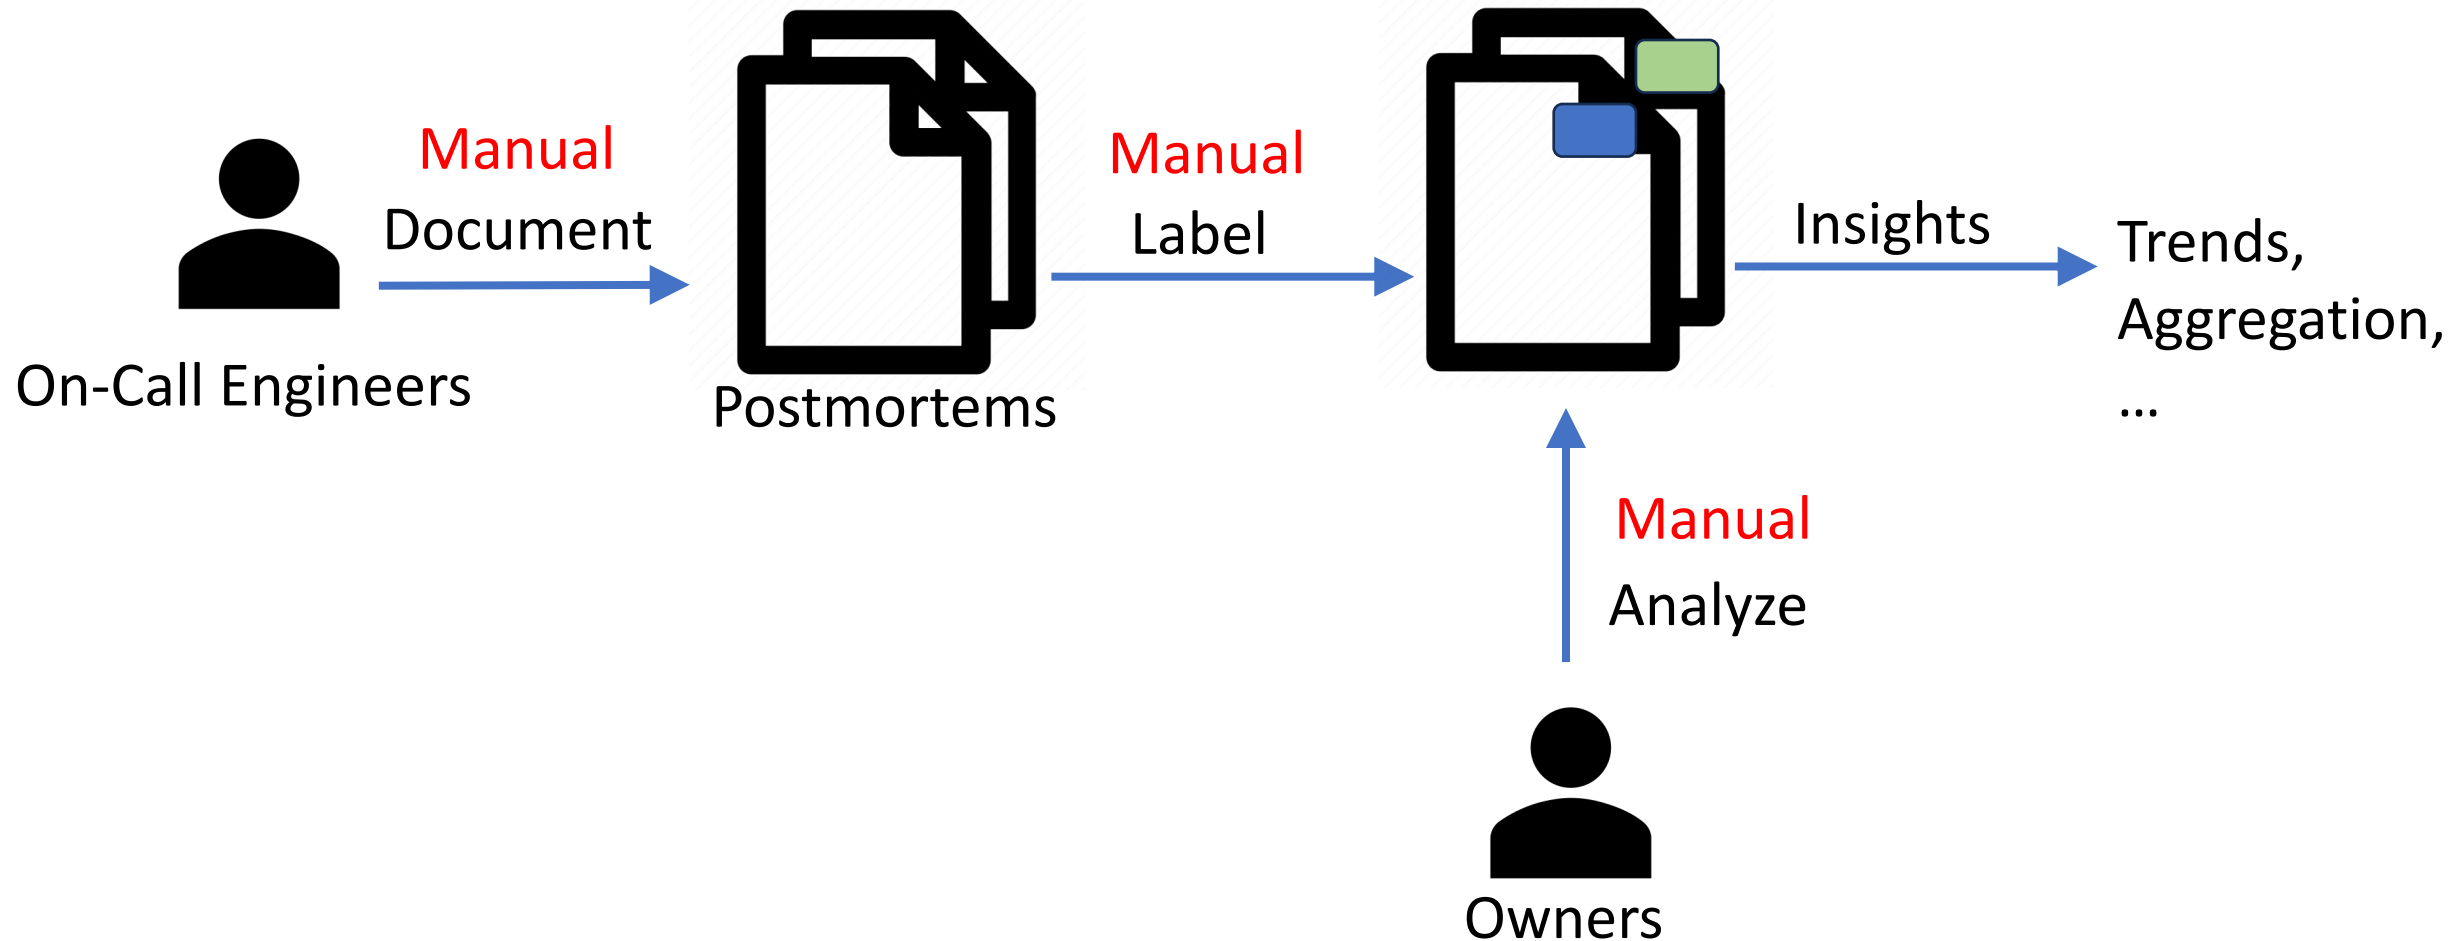 Manual
Document
On-Call Engineers
Postmortems
Manual
Label
Insights
Trends,
Aggregation,
...
Manual
Analyze
Owners